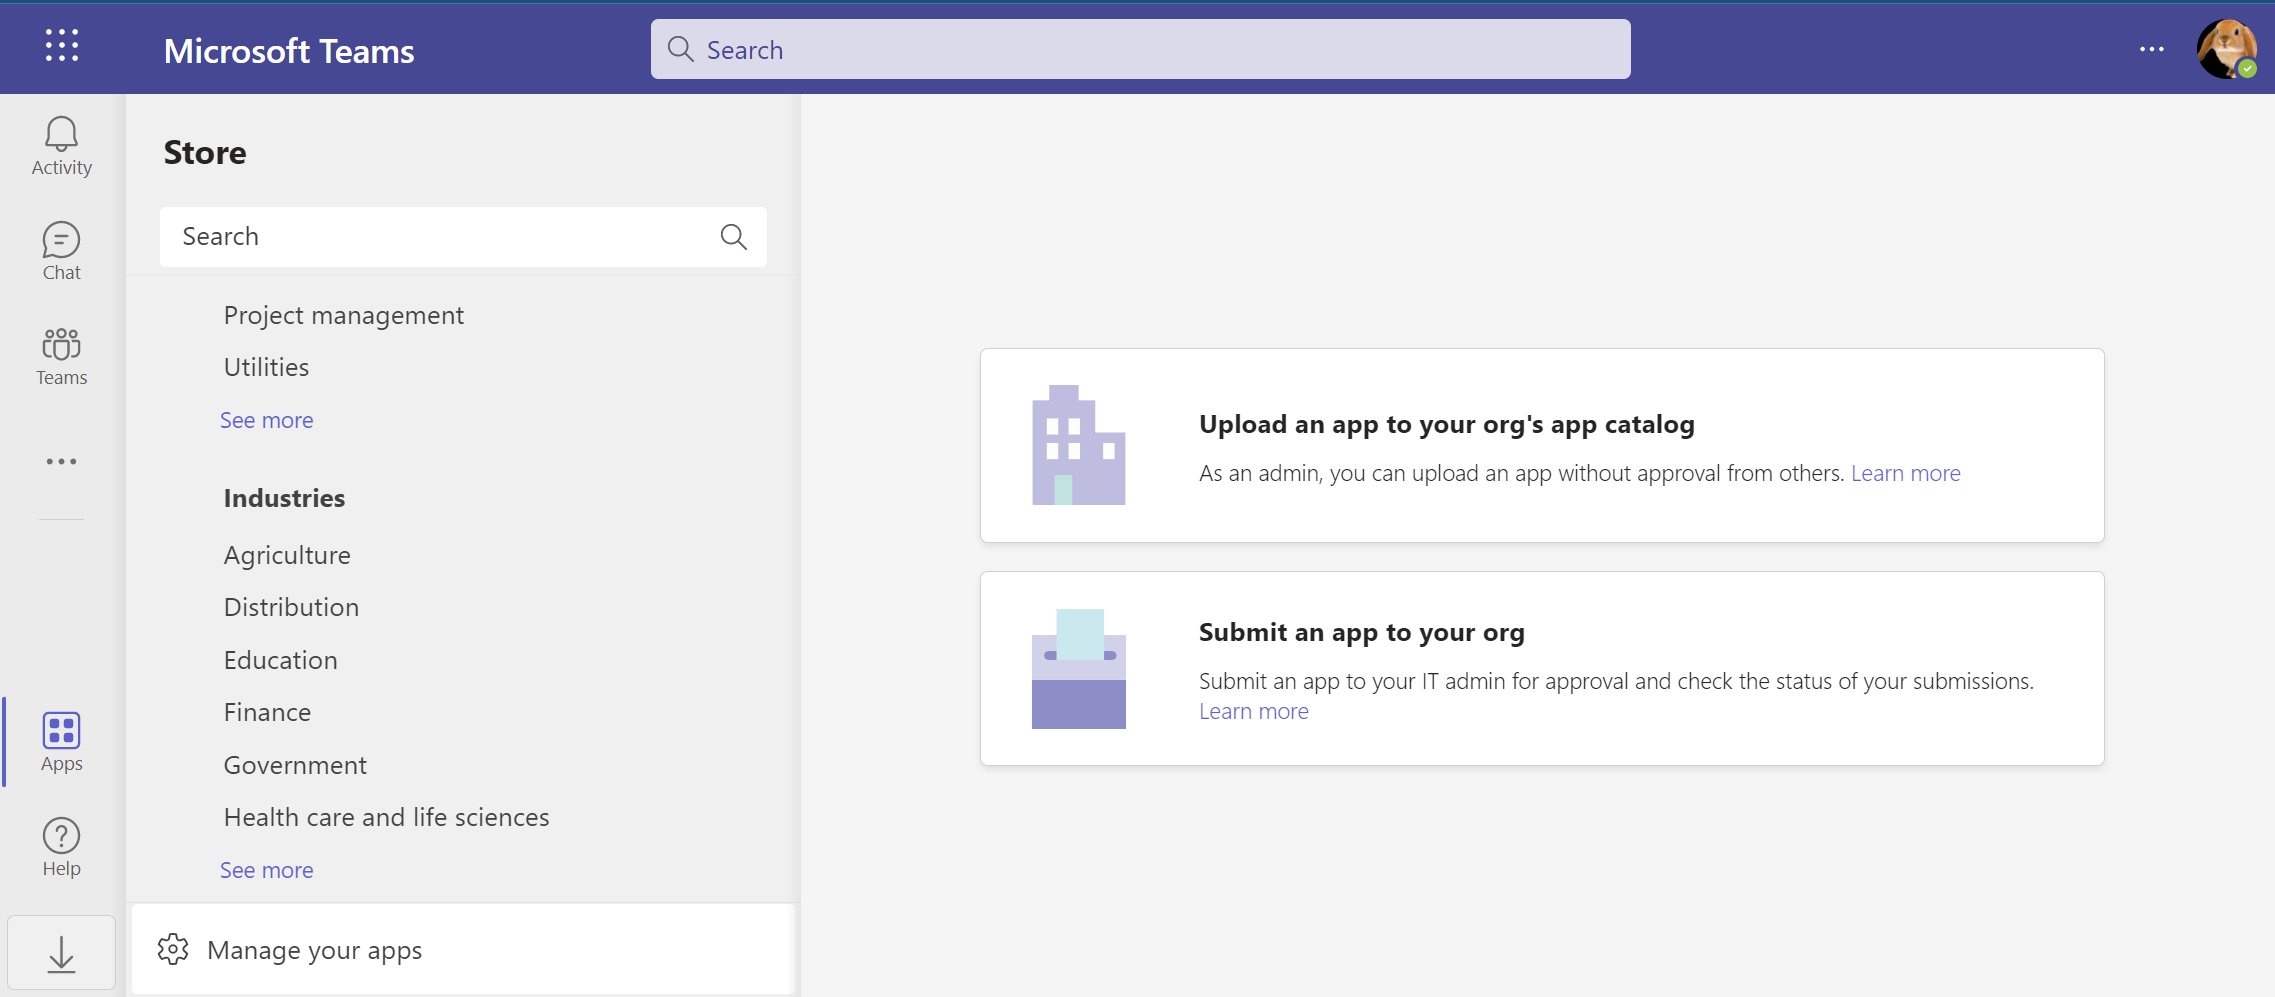 Microsoft Teams
Search
Activity
Chat
Teams
Apps
Help
Store
Search
Project management
Utilities
See more
Industries
Agriculture
Distribution
Education
Finance
Government
Health care and life sciences
See more
Manage your apps
Upload an app to your org's app catalog
As an admin, you can upload an app without approval from others. Learn more
Submit an app to your org
Submit an app to your IT admin for approval and check the status of your submissions.
Learn more